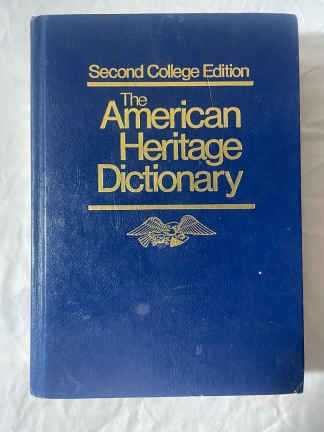 Second College Edition
The
American
Heritage
Dictionary